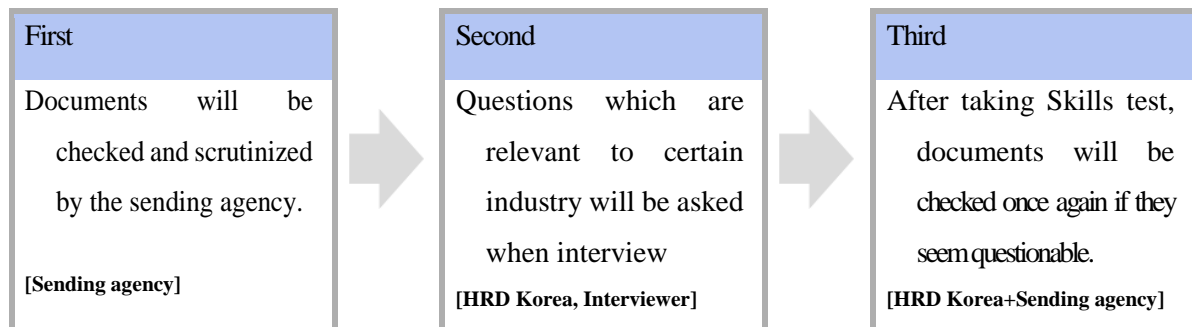 First
Documents will be
checked and scrutinized
by the sending agency.
[Sending agency]
Second
Questions which are
relevant to certain
industry will be asked
when interview
[HRD Korea, Interviewer]
Third
After taking Skills test,
documents will be
checked once again if they
seem questionable.
[HRD Korea+Sending agency]